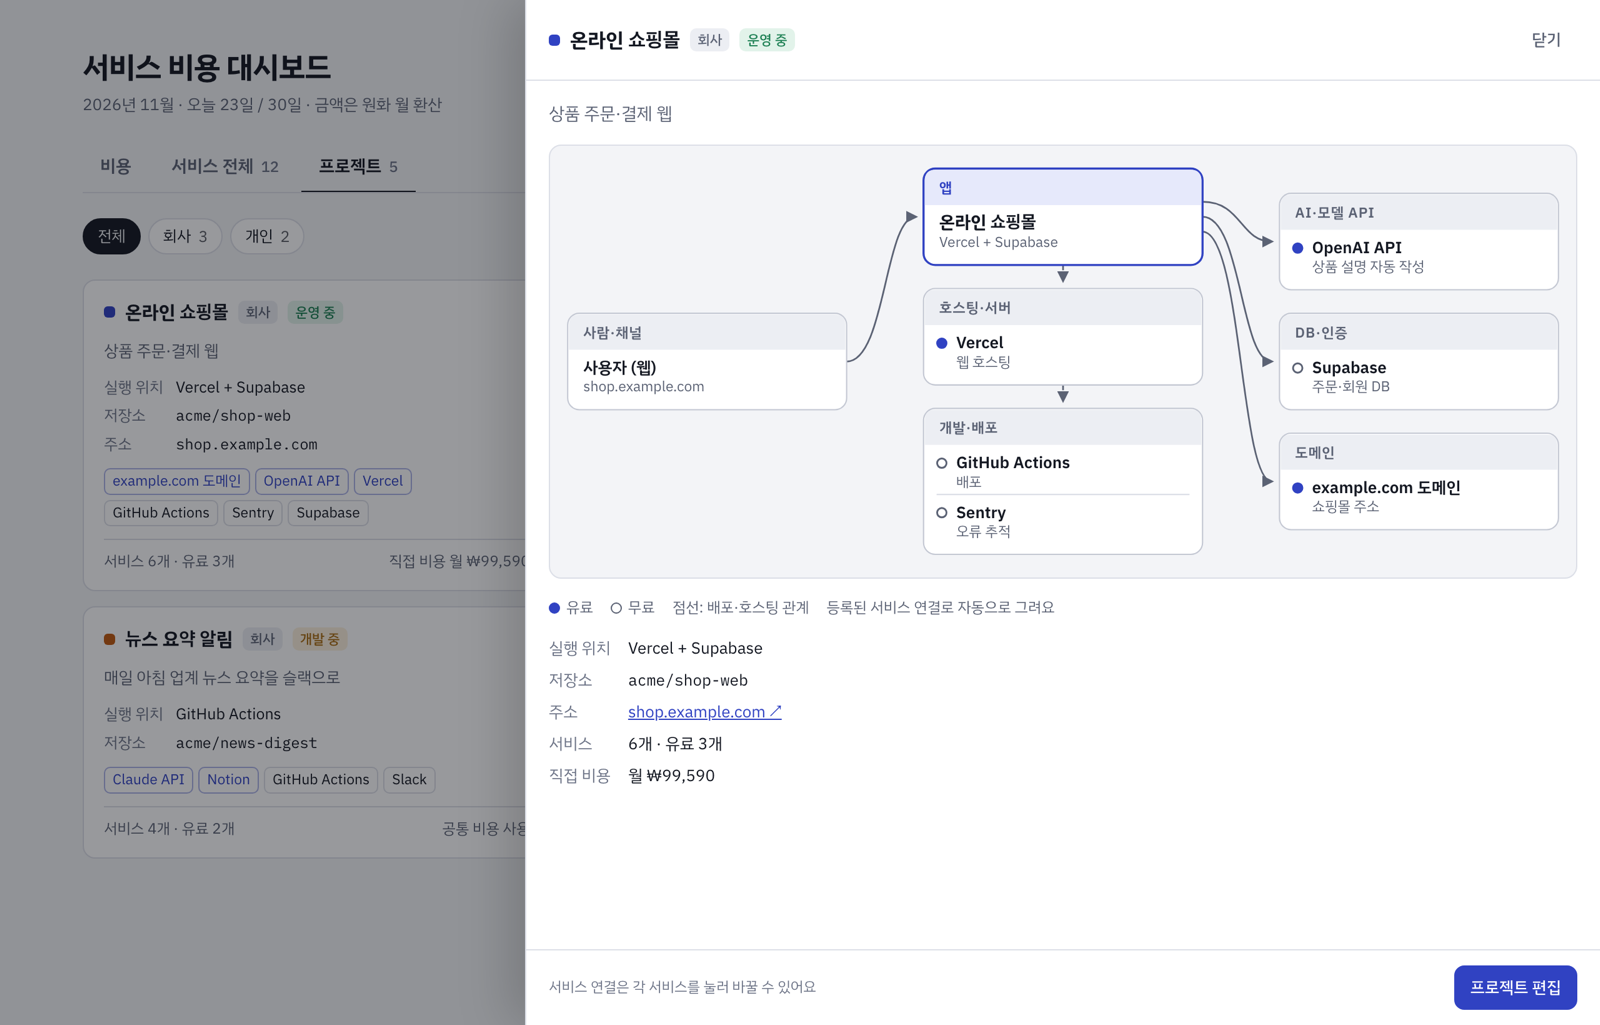 서비스 비용 대시보드
2026년 11월 · 오늘 23일 / 30일 · 금액은 원화 월 환산
비용 서비스 전체 12 프로젝트 5
전체 회사 3 개인 2
온라인 쇼핑몰 회사 운영 중
상품 주문·결제 웹
실행 위치 Vercel + Supabase
저장소 acme/shop-web
주소 shop.example.com
example.com 도메인 OpenAI API Vercel
GitHub Actions Sentry Supabase
서비스 6개 · 유료 3개 직접 비용 월 ₩99,590
뉴스 요약 알림 회사 개발 중
매일 아침 업계 뉴스 요약을 슬랙으로
실행 위치 GitHub Actions
저장소 acme/news-digest
Claude API Notion GitHub Actions Slack
서비스 4개 · 유료 2개 공통 비용
온라인 쇼핑몰 회사 운영 중 닫기
상품 주문·결제 웹
사람·채널
사용자 (웹)
shop.example.com
앱
온라인 쇼핑몰
Vercel + Supabase
호스팅·서버
Vercel
웹 호스팅
개발·배포
GitHub Actions
배포
Sentry
오류 추적
AI·모델 API
OpenAI API
상품 설명 자동 작성
DB·인증
Supabase
주문·회원 DB
도메인
example.com 도메인
쇼핑몰 주소
유료 무료 점선: 배포·호스팅 관계 등록된 서비스 연결로 자동으로 그려요
실행 위치 Vercel + Supabase
저장소 acme/shop-web
주소 shop.example.com ↗
서비스 6개 · 유료 3개
직접 비용 월 ₩99,590
서비스 연결은 각 서비스를 눌러 바꿀 수 있어요 프로젝트 편집